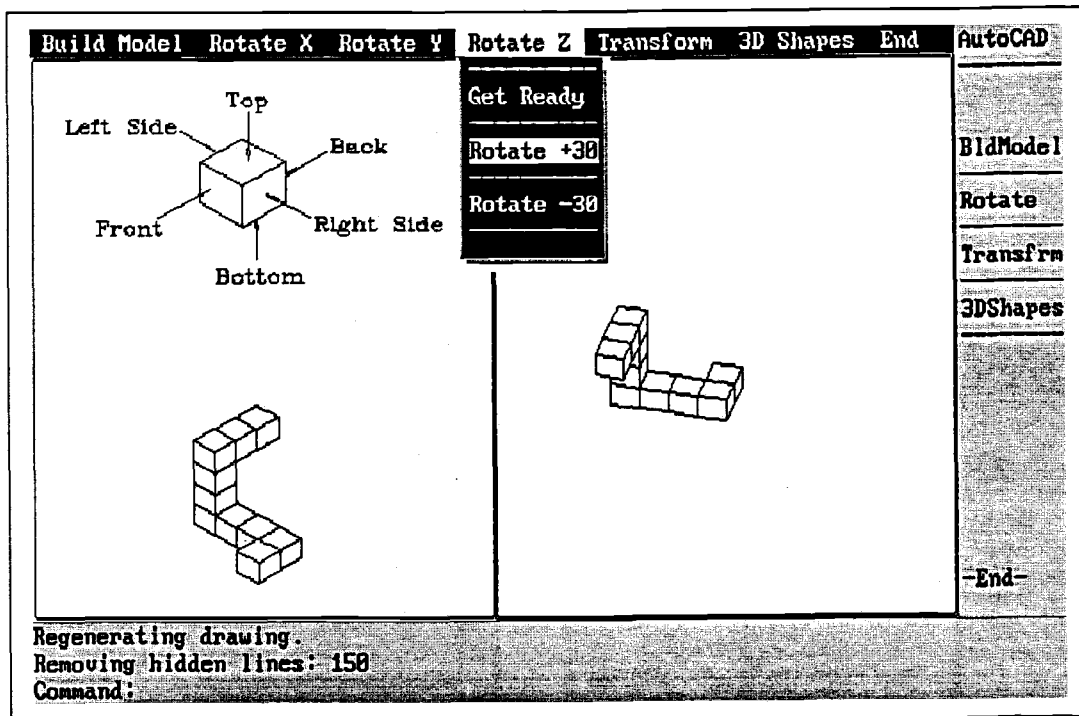 Build Model Rotate X Rotate Y Rotate Z Transform 3D Shapes End AutoCAD
Get Ready
Rotate +30
Rotate -30
Top
Left Side
Back
Front
Right Side
Bottom
BldModel
Rotate
Transfrm
3DShapes
-End-
Regenerating drawing.
Removing hidden lines: 150
Command: